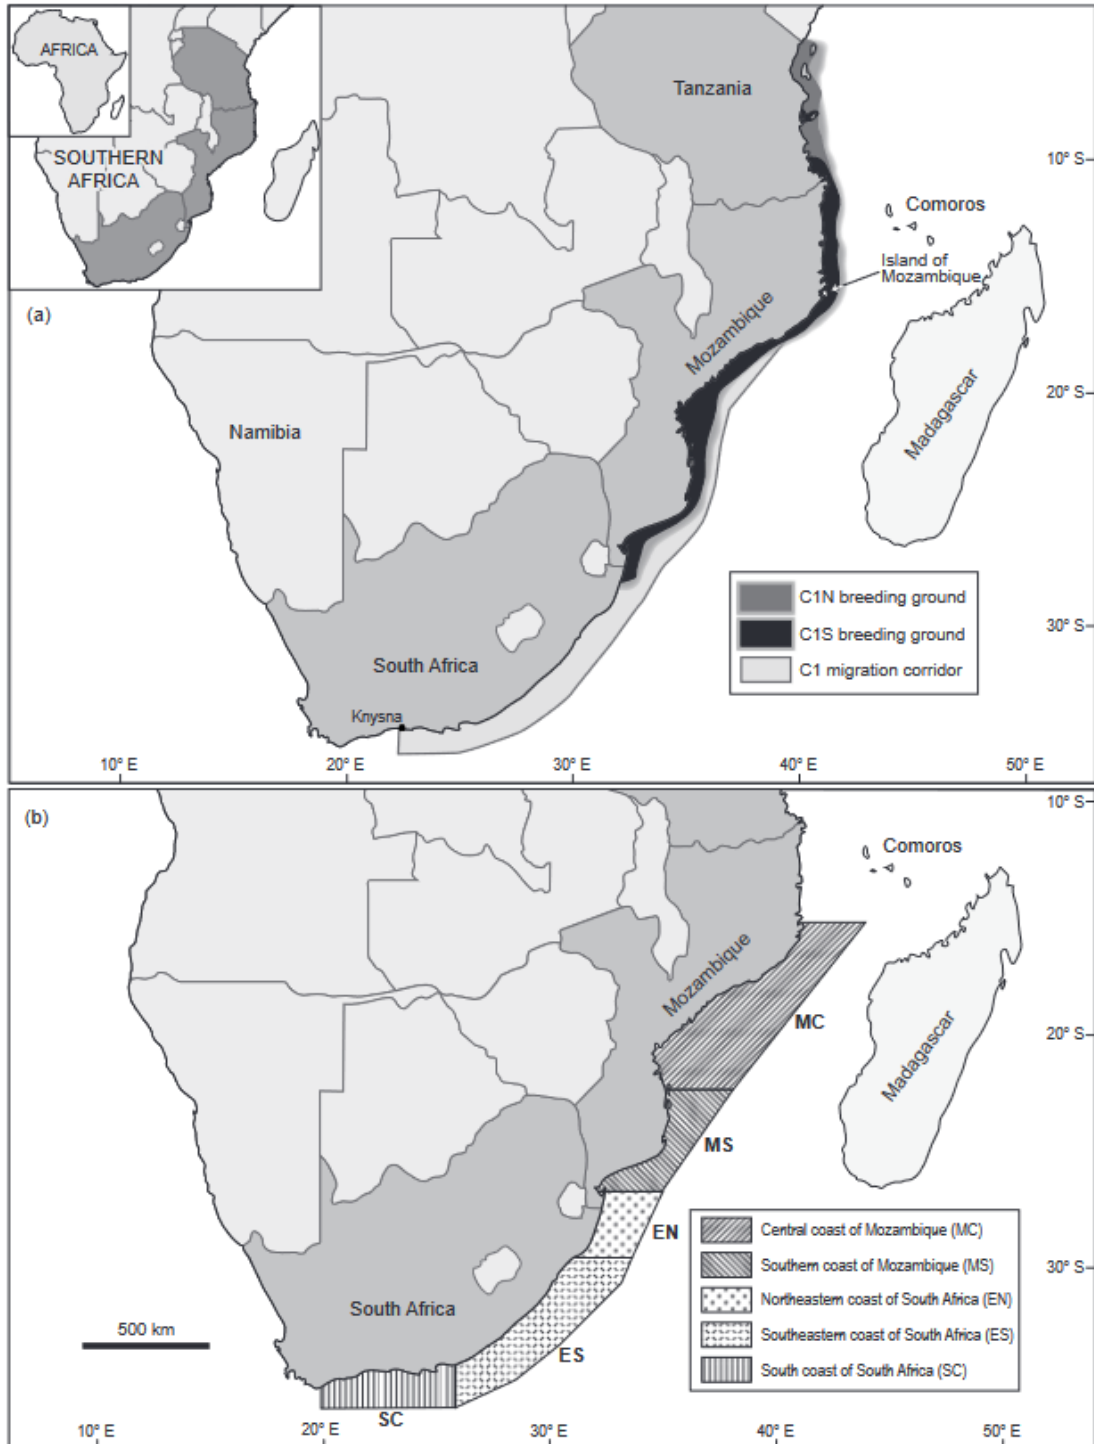 AFRICA
SOUTHERN
AFRICA
(a)
Tanzania
10° S
Comoros
Island of
Mozambique
Mozambique
20° S
Namibia
Madagascar
C1N breeding ground
C1S breeding ground
C1 migration corridor
30° S
South Africa
Knysna
10° E
20° E
30° E
40° E
50° E
(b)
10° S
Comoros
Mozambique
MC
20° S
Madagascar
MS
EN
Central coast of Mozambique (MC)
Southern coast of Mozambique (MS)
Northeastern coast of South Africa (EN)
Southeastern coast of South Africa (ES)
South coast of South Africa (SC)
30° S
South Africa
500 km
ES
SC
10° E
20° E
30° E
40° E
50° E